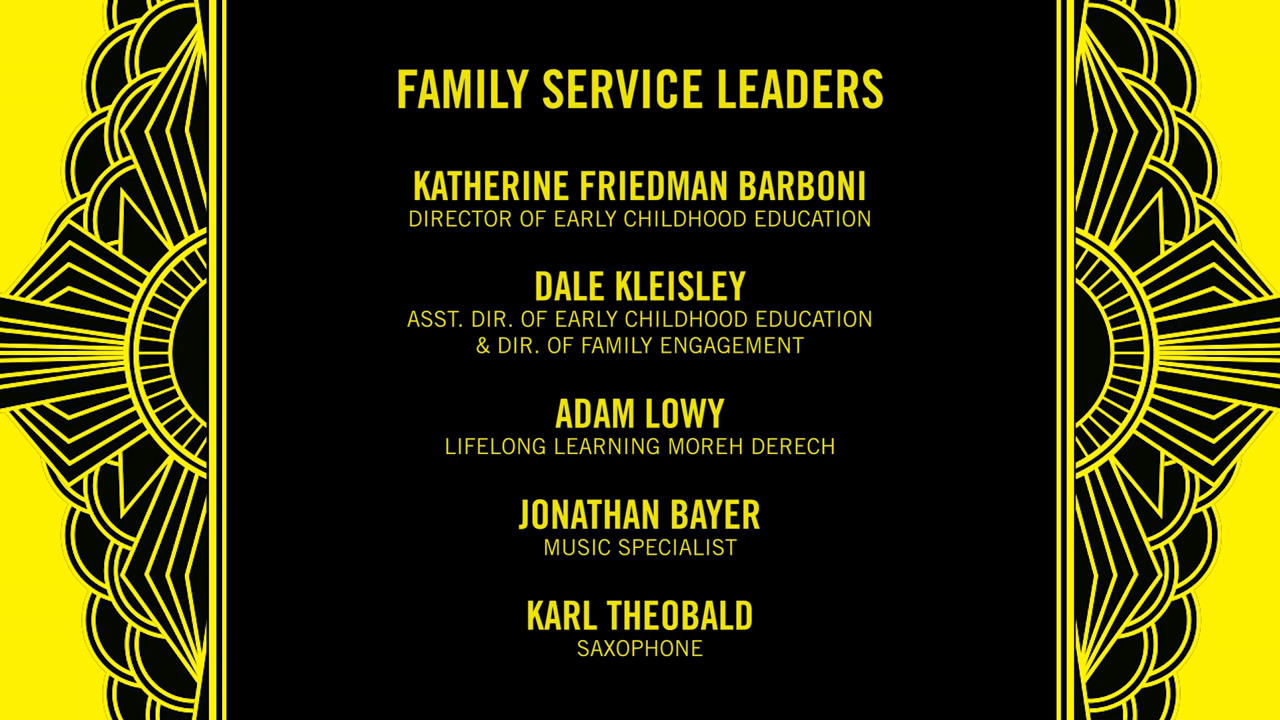 FAMILY SERVICE LEADERS
KATHERINE FRIEDMAN BARBONI
DIRECTOR OF EARLY CHILDHOOD EDUCATION
DALE KLEISLEY
ASST. DIR. OF EARLY CHILDHOOD EDUCATION
& DIR. OF FAMILY ENGAGEMENT
ADAM LOWY
LIFELONG LEARNING MOREH DERECH
JONATHAN BAYER
MUSIC SPECIALIST
KARL THEOBALD
SAXOPHONE